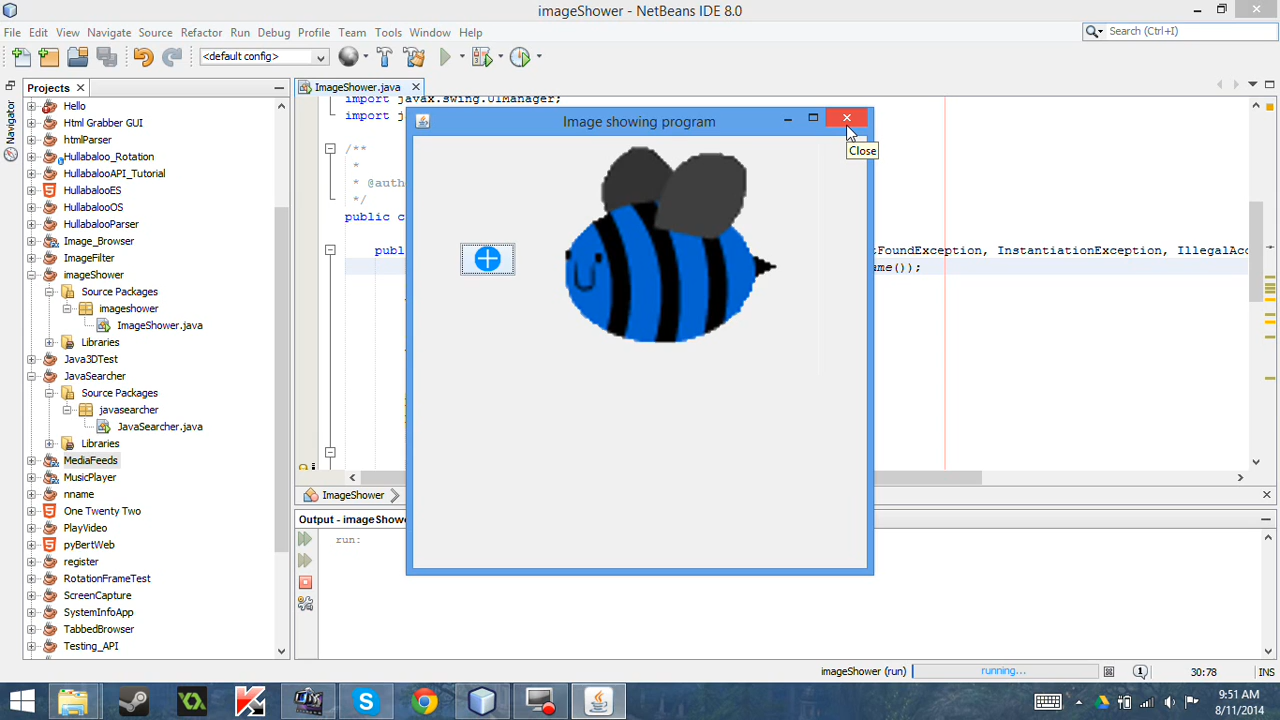 imageShower - NetBeans IDE 8.0
File Edit View Navigate Source Refactor Run Debug Profile Team Tools Window Help
Search (Ctrl+I)
<default config>
Projects
Navigator
Hello
Html Grabber GUI
htmlParser
Hullabaloo_Rotation
HullabalooAPI_Tutorial
HullabalooES
HullabalooOS
HullabalooParser
Image_Browser
ImageFilter
imageShower
Source Packages
imageshower
ImageShower.java
Libraries
Java3DTest
JavaSearcher
Source Packages
javasearcher
JavaSearcher.java
Libraries
MediaFeeds
MusicPlayer
nname
One Twenty Two
PlayVideo
pyBertWeb
register
RotationFrameTest
ScreenCapture
SystemInfoApp
TabbedBrowser
Testing_API
ImageShower.java
import javax.swing.UIManager;
import j
/**
*
* @auth
*/
public c
publ
FoundException, InstantiationException, IllegalAcc
ame());
Image showing program
Close
ImageShower
Output - imageShowe
run:
imageShower (run)
running...
1
30:78
INS
9:51 AM
8/11/2014